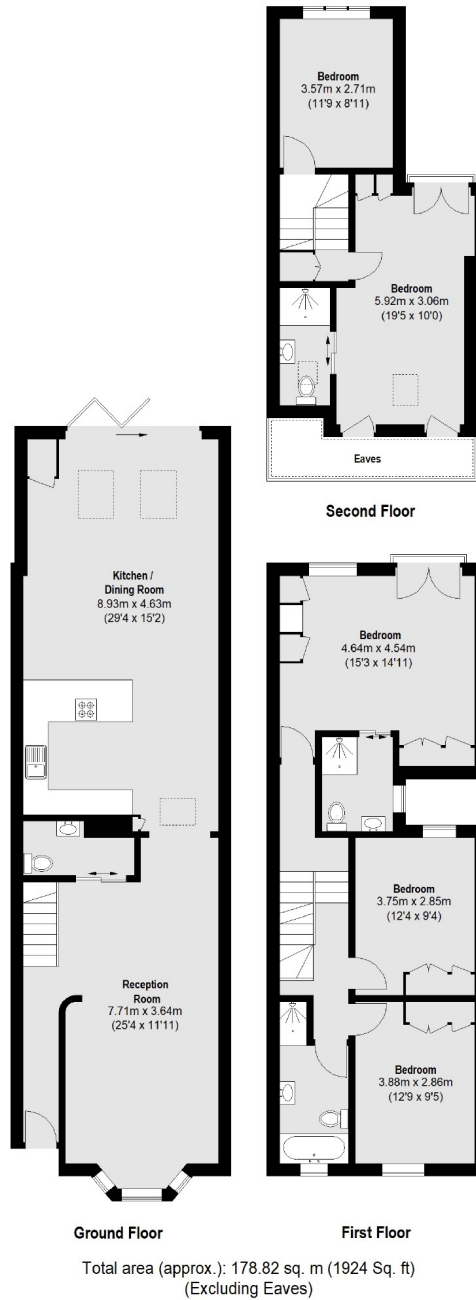 Bedroom
3.57m x 2.71m
(11'9 x 8'11)
Bedroom
5.92m x 3.06m
(19'5 x 10'0)
Eaves
Second Floor
Kitchen /
Dining Room
8.93m x 4.63m
(29'4 x 15'2)
Reception
Room
7.71m x 3.64m
(25'4 x 11'11)
Ground Floor
Bedroom
4.64m x 4.54m
(15'3 x 14'11)
Bedroom
3.75m x 2.85m
(12'4 x 9'4)
Bedroom
3.88m x 2.86m
(12'9 x 9'5)
First Floor
Total area (approx.): 178.82 sq. m (1924 Sq. ft)
(Excluding Eaves)